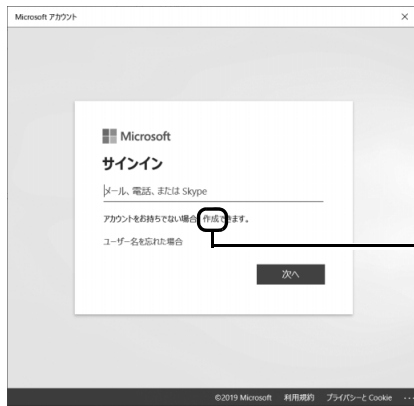 Microsoft アカウント
Microsoft
サインイン
メール、電話、または Skype
アカウントをお持ちでない場合、作成できます。
ユーザー名を忘れた場合
次へ
©2019 Microsoft 利用規約 プライバシーと Cookie ...